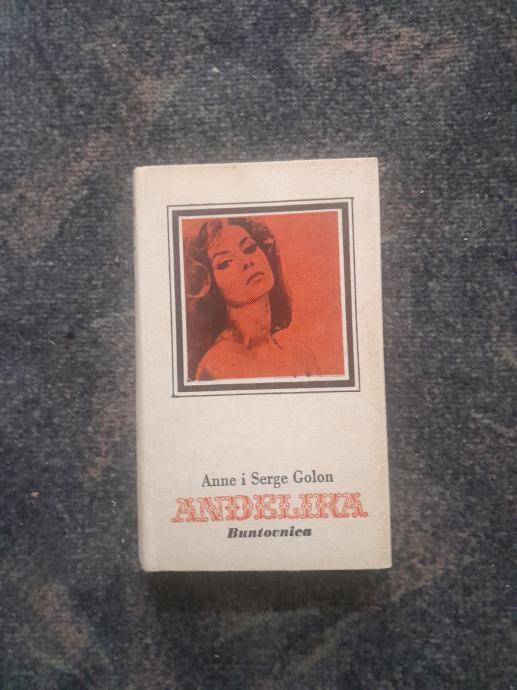 Anne i Serge Golon
ANĐELIKA
Buntovnica